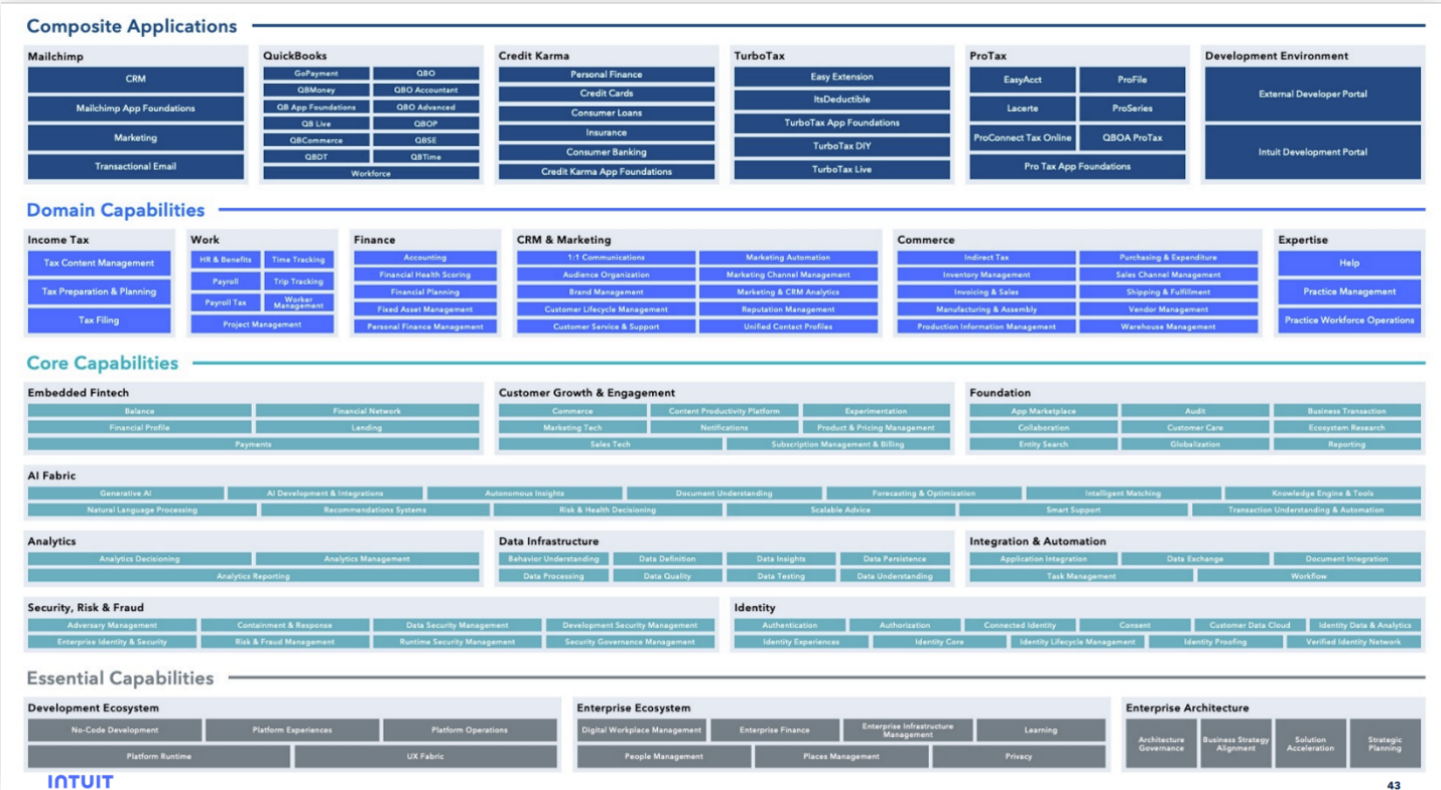 Composite Applications
Mailchimp
CRM
Mailchimp App Foundations
Marketing
Transactional Email
QuickBooks
GoPayment
QBO
QBMoney
QBO Accountant
QB App Foundations
QBO Advanced
QB Live
QBOP
QBCommerce
QBSE
QBDT
QBTime
Workforce
Credit Karma
Personal Finance
Credit Cards
Consumer Loans
Insurance
Consumer Banking
Credit Karma App Foundations
TurboTax
Easy Extension
ItsDeductible
TurboTax App Foundations
TurboTax DIY
TurboTax Live
ProTax
EasyAcct
ProFile
Lacerte
ProSeries
ProConnect Tax Online
QBOA ProTax
Pro Tax App Foundations
Development Environment
External Developer Portal
Intuit Development Portal
Domain Capabilities
Income Tax
Tax Content Management
Tax Preparation & Planning
Tax Filing
Work
HR & Benefits
Time Tracking
Payroll
Trip Tracking
Payroll Tax
Worker
Management
Project Management
Finance
Accounting
Financial Health Scoring
Financial Planning
Fixed Asset Management
Personal Finance Management
CRM & Marketing
1:1 Communications
Marketing Automation
Audience Organization
Marketing Channel Management
Brand Management
Marketing & CRM Analytics
Customer Lifecycle Management
Reputation Management
Customer Service & Support
Unified Contact Profiles
Commerce
Indirect Tax
Purchasing & Expenditure
Inventory Management
Sales Channel Management
Invoicing & Sales
Shipping & Fulfillment
Manufacturing & Assembly
Vendor Management
Production Information Management
Warehouse Management
Expertise
Help
Practice Management
Practice Workforce Operations
Core Capabilities
Embedded Fintech
Balance
Financial Network
Financial Profile
Lending
Payments
Customer Growth & Engagement
Commerce
Content Productivity Platform
Experimentation
Marketing Tech
Notifications
Product & Pricing Management
Sales Tech
Subscription Management & Billing
Foundation
App Marketplace
Audit
Business Transaction
Collaboration
Customer Care
Ecosystem Research
Entity Search
Globalization
Reporting
AI Fabric
Generative AI
AI Development & Integrations
Autonomous Insights
Document Understanding
Forecasting & Optimization
Intelligent Matching
Knowledge Engine & Tools
Natural Language Processing
Recommendations Systems
Risk & Health Decisioning
Scalable Advice
Smart Support
Transaction Understanding & Automation
Analytics
Analytics Decisioning
Analytics Management
Analytics Reporting
Data Infrastructure
Behavior Understanding
Data Definition
Data Insights
Data Persistence
Data Processing
Data Quality
Data Testing
Data Understanding
Integration & Automation
Application Integration
Data Exchange
Document Integration
Task Management
Workflow
Security, Risk & Fraud
Adversary Management
Containment & Response
Data Security Management
Development Security Management
Enterprise Identity & Security
Risk & Fraud Management
Runtime Security Management
Security Governance Management
Identity
Authentication
Authorization
Connected Identity
Consent
Customer Data Cloud
Identity Data & Analytics
Identity Experiences
Identity Core
Identity Lifecycle Management
Identity Proofing
Verified Identity Network
Essential Capabilities
Development Ecosystem
No-Code Development
Platform Experiences
Platform Operations
Platform Runtime
UX Fabric
Enterprise Ecosystem
Digital Workplace Management
Enterprise Finance
Enterprise Infrastructure
Management
Learning
People Management
Places Management
Privacy
Enterprise Architecture
Architecture
Governance
Business Strategy
Alignment
Solution
Acceleration
Strategic
Planning
INTUIT
43